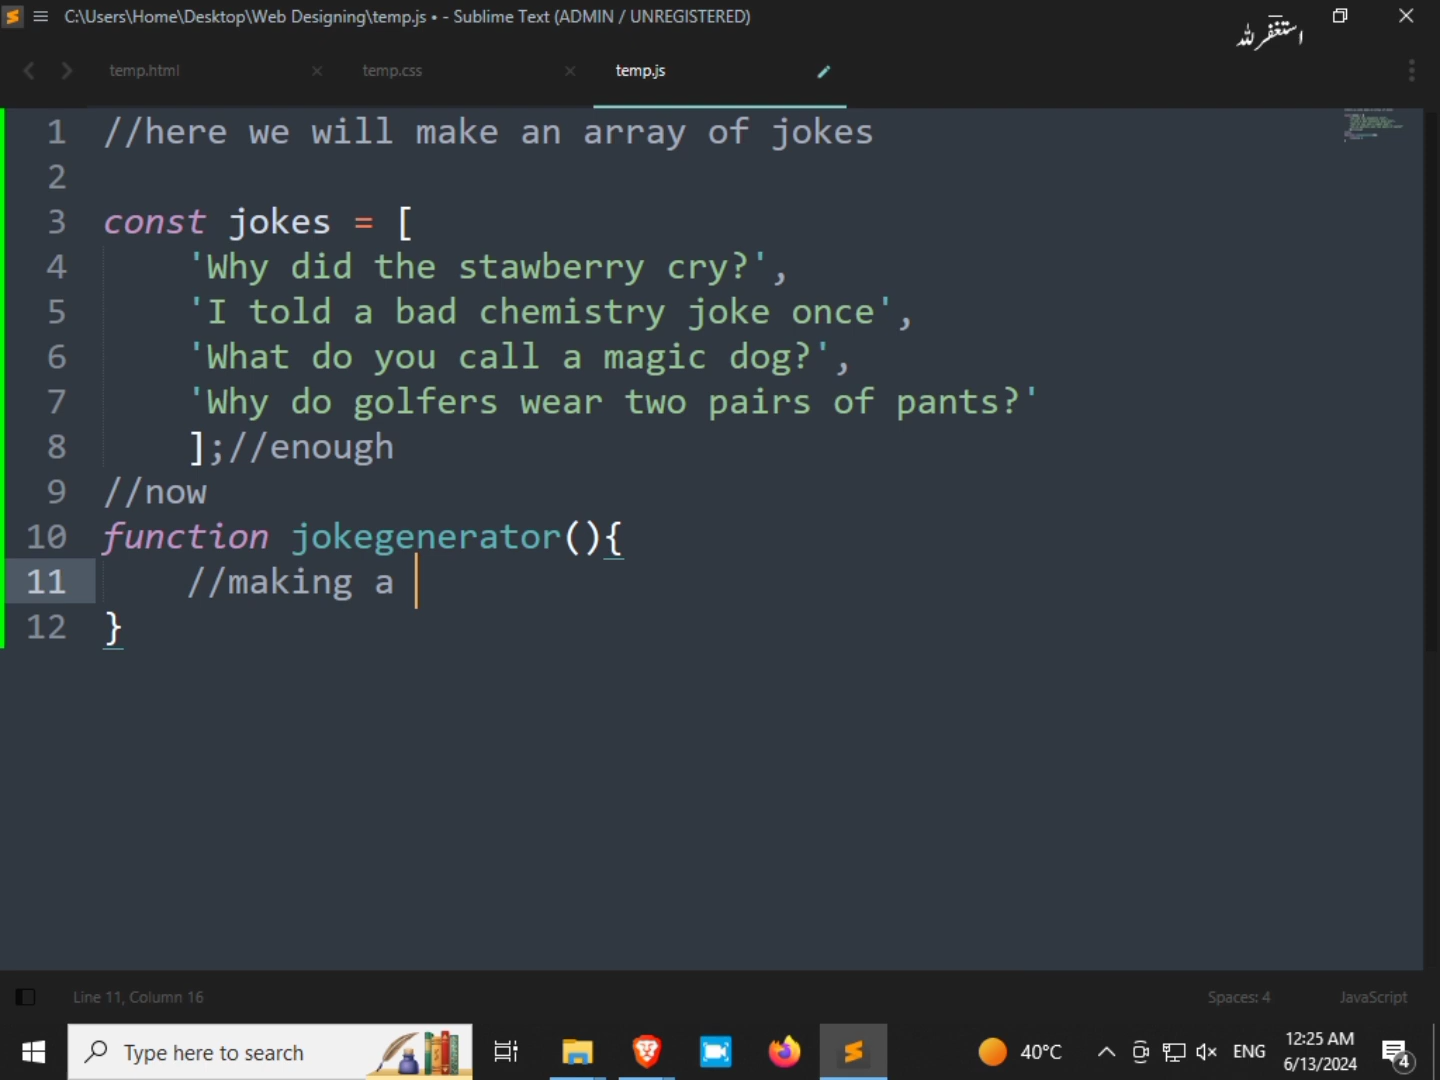 C:\Users\Home\Desktop\Web Designing\temp.js • - Sublime Text (ADMIN / UNREGISTERED)
استغفرلله
temp.html
temp.css
temp.js
1 //here we will make an array of jokes
2
3 const jokes = [
4 'Why did the stawberry cry?',
5 'I told a bad chemistry joke once',
6 'What do you call a magic dog?',
7 'Why do golfers wear two pairs of pants?'
8 ];//enough
9 //now
10 function jokegenerator(){
11 //making a
12 }
Line 11, Column 16
Spaces: 4
JavaScript
Type here to search
40°C
ENG
12:25 AM
6/13/2024
4